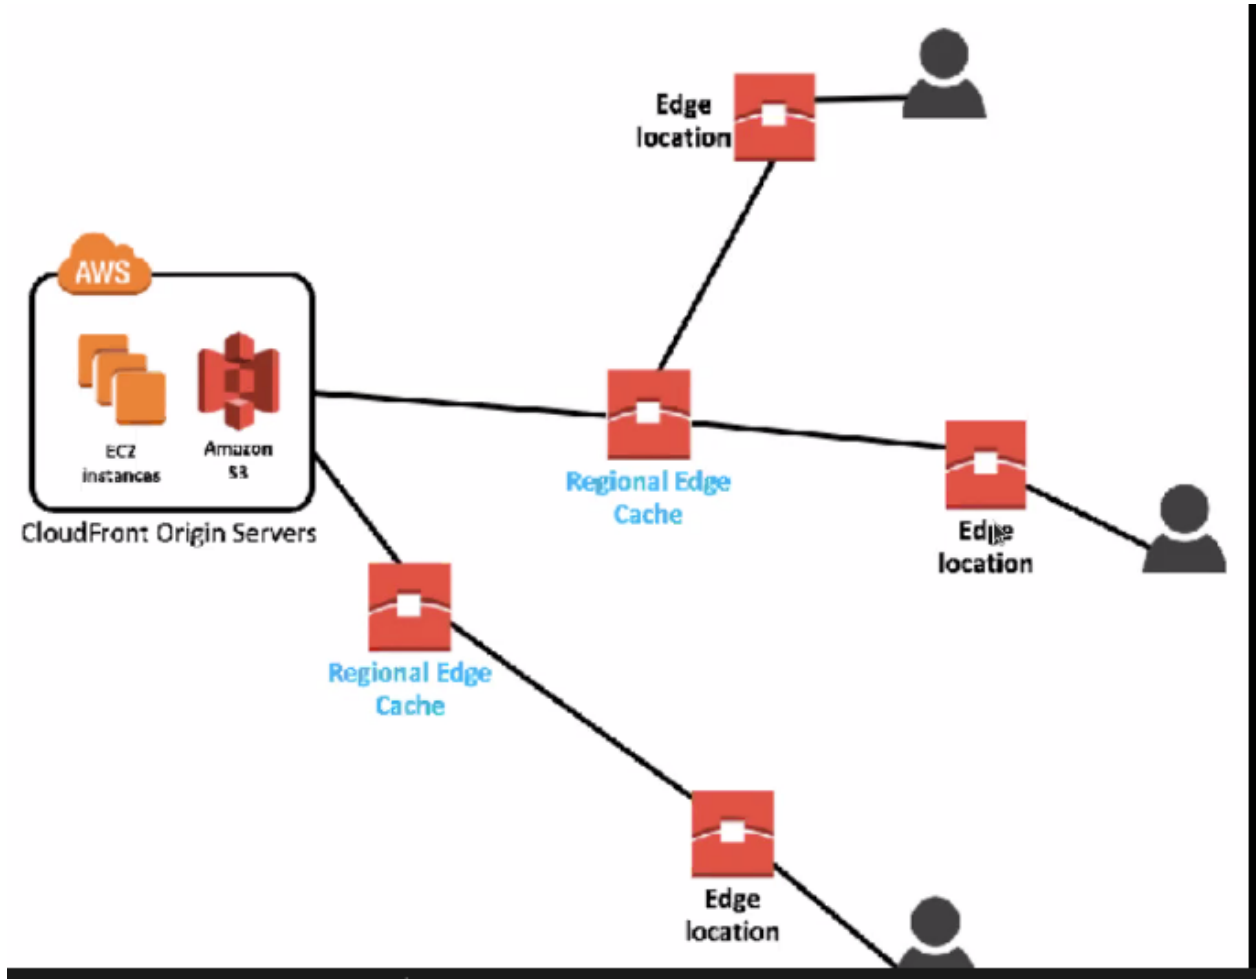 Edge
location
AWS
EC2
instances
Amazon
S3
CloudFront Origin Servers
Regional Edge
Cache
Edge
location
Regional Edge
Cache
Edge
location